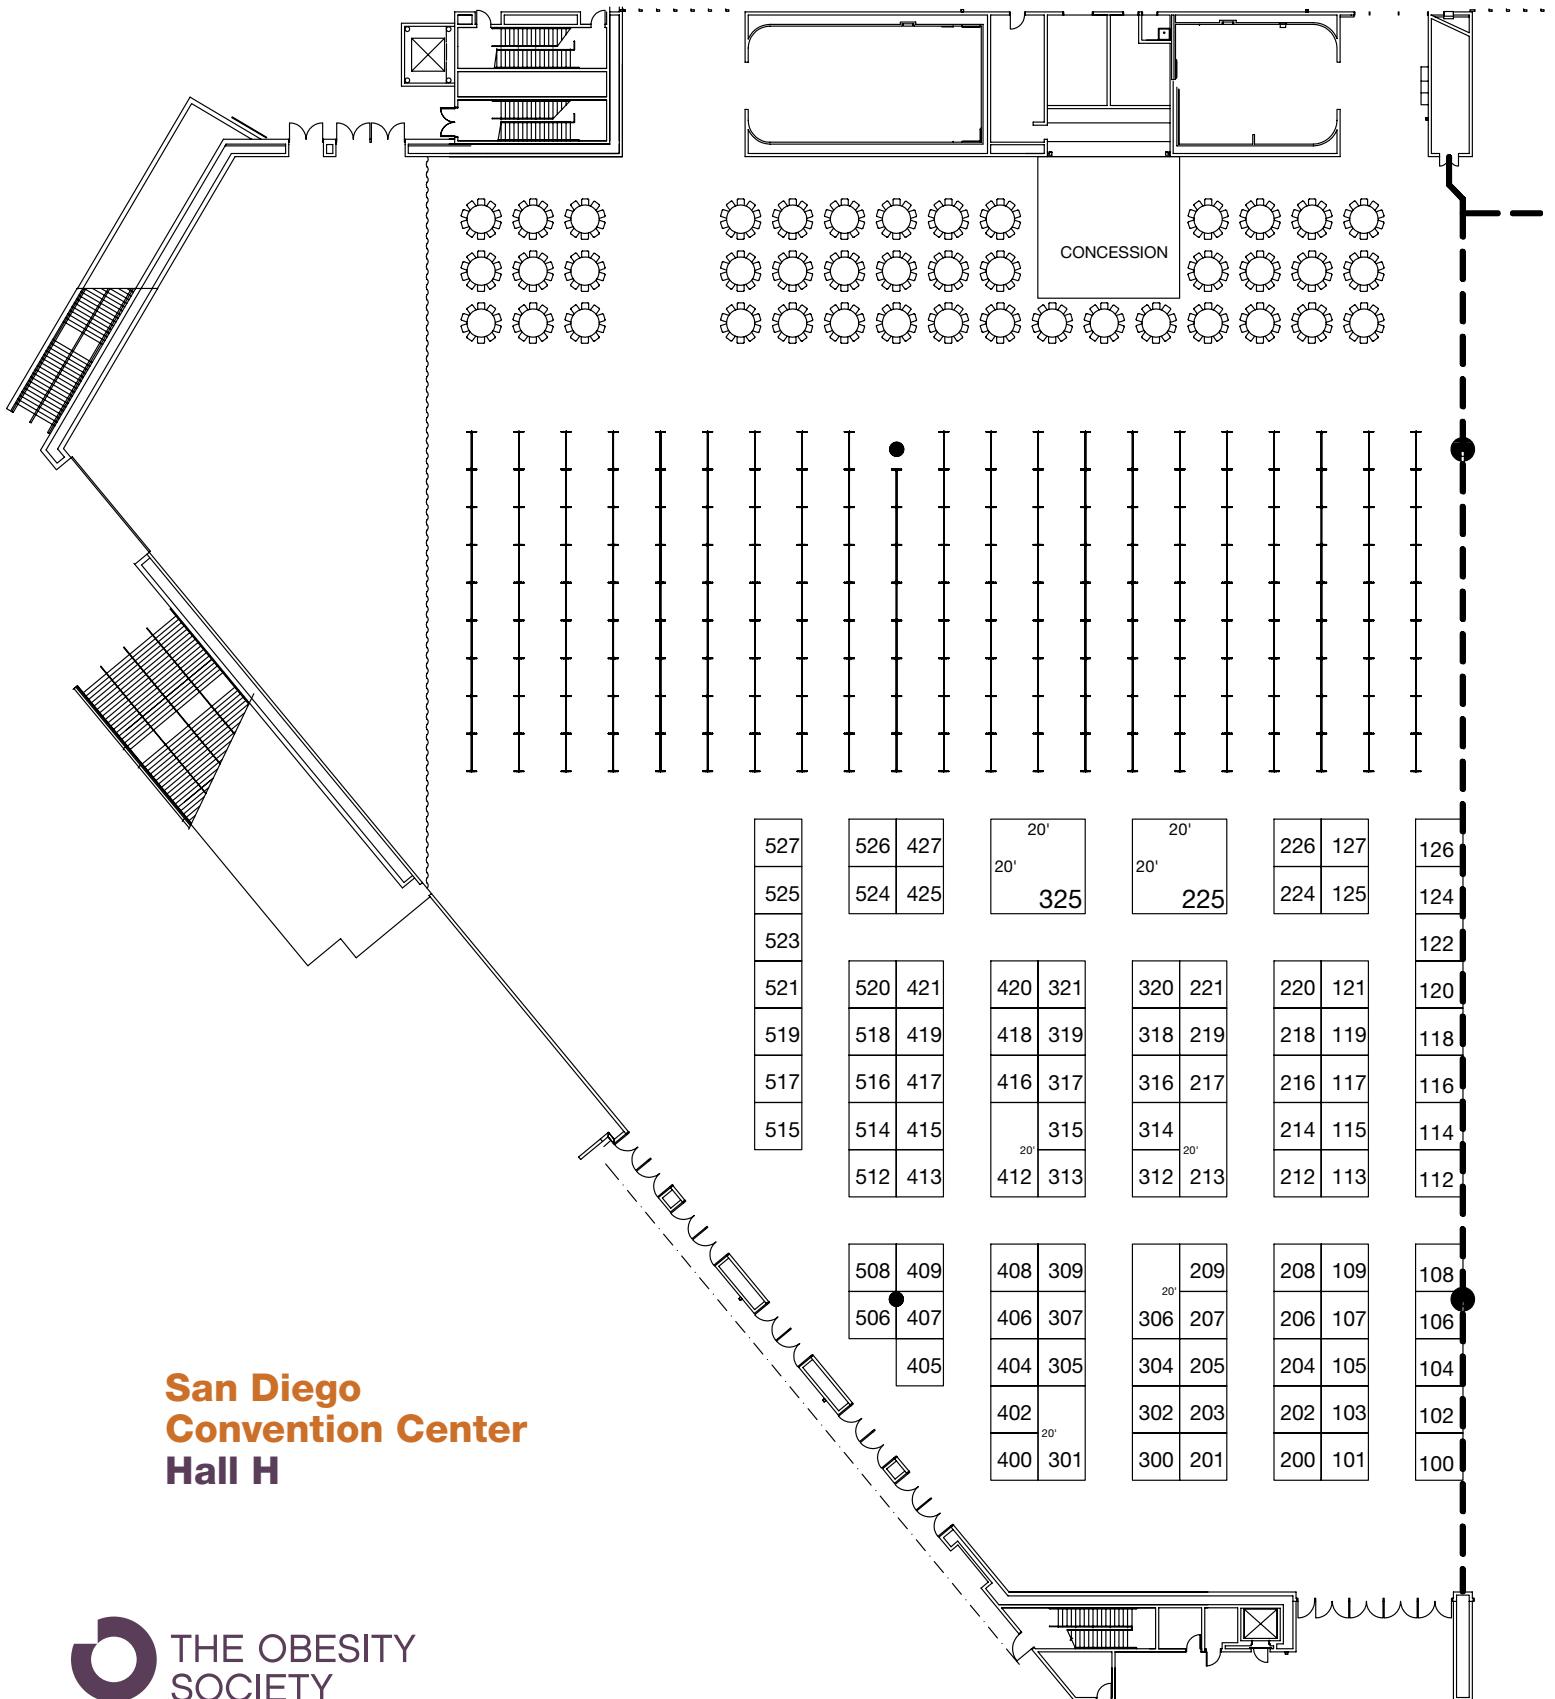 CONCESSION
527 526 427 20' 20' 226 127 126
20' 20'
525 524 425 325 225 224 125 124
523 122
521 520 421 420 321 320 221 220 121 120
519 518 419 418 319 318 219 218 119 118
517 516 417 416 317 316 217 216 117 116
515 514 415 315 314 214 115 114
20' 20'
512 413 412 313 312 213 212 113 112
508 409 408 309 209 208 109 108
20'
506 407 406 307 306 207 206 107 106
405 404 305 304 205 204 105 104
402 302 203 202 103 102
20'
400 301 300 201 200 101 100
San Diego
Convention Center
Hall H
THE OBESITY
SOCIETY